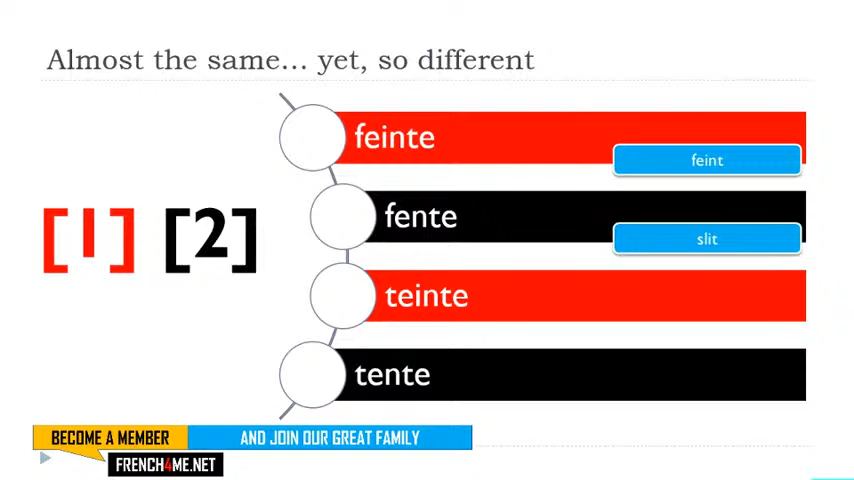 Almost the same... yet, so different
[1] [2]
feinte
feint
fente
slit
teinte
tente
BECOME A MEMBER
AND JOIN OUR GREAT FAMILY
FRENCH4ME.NET